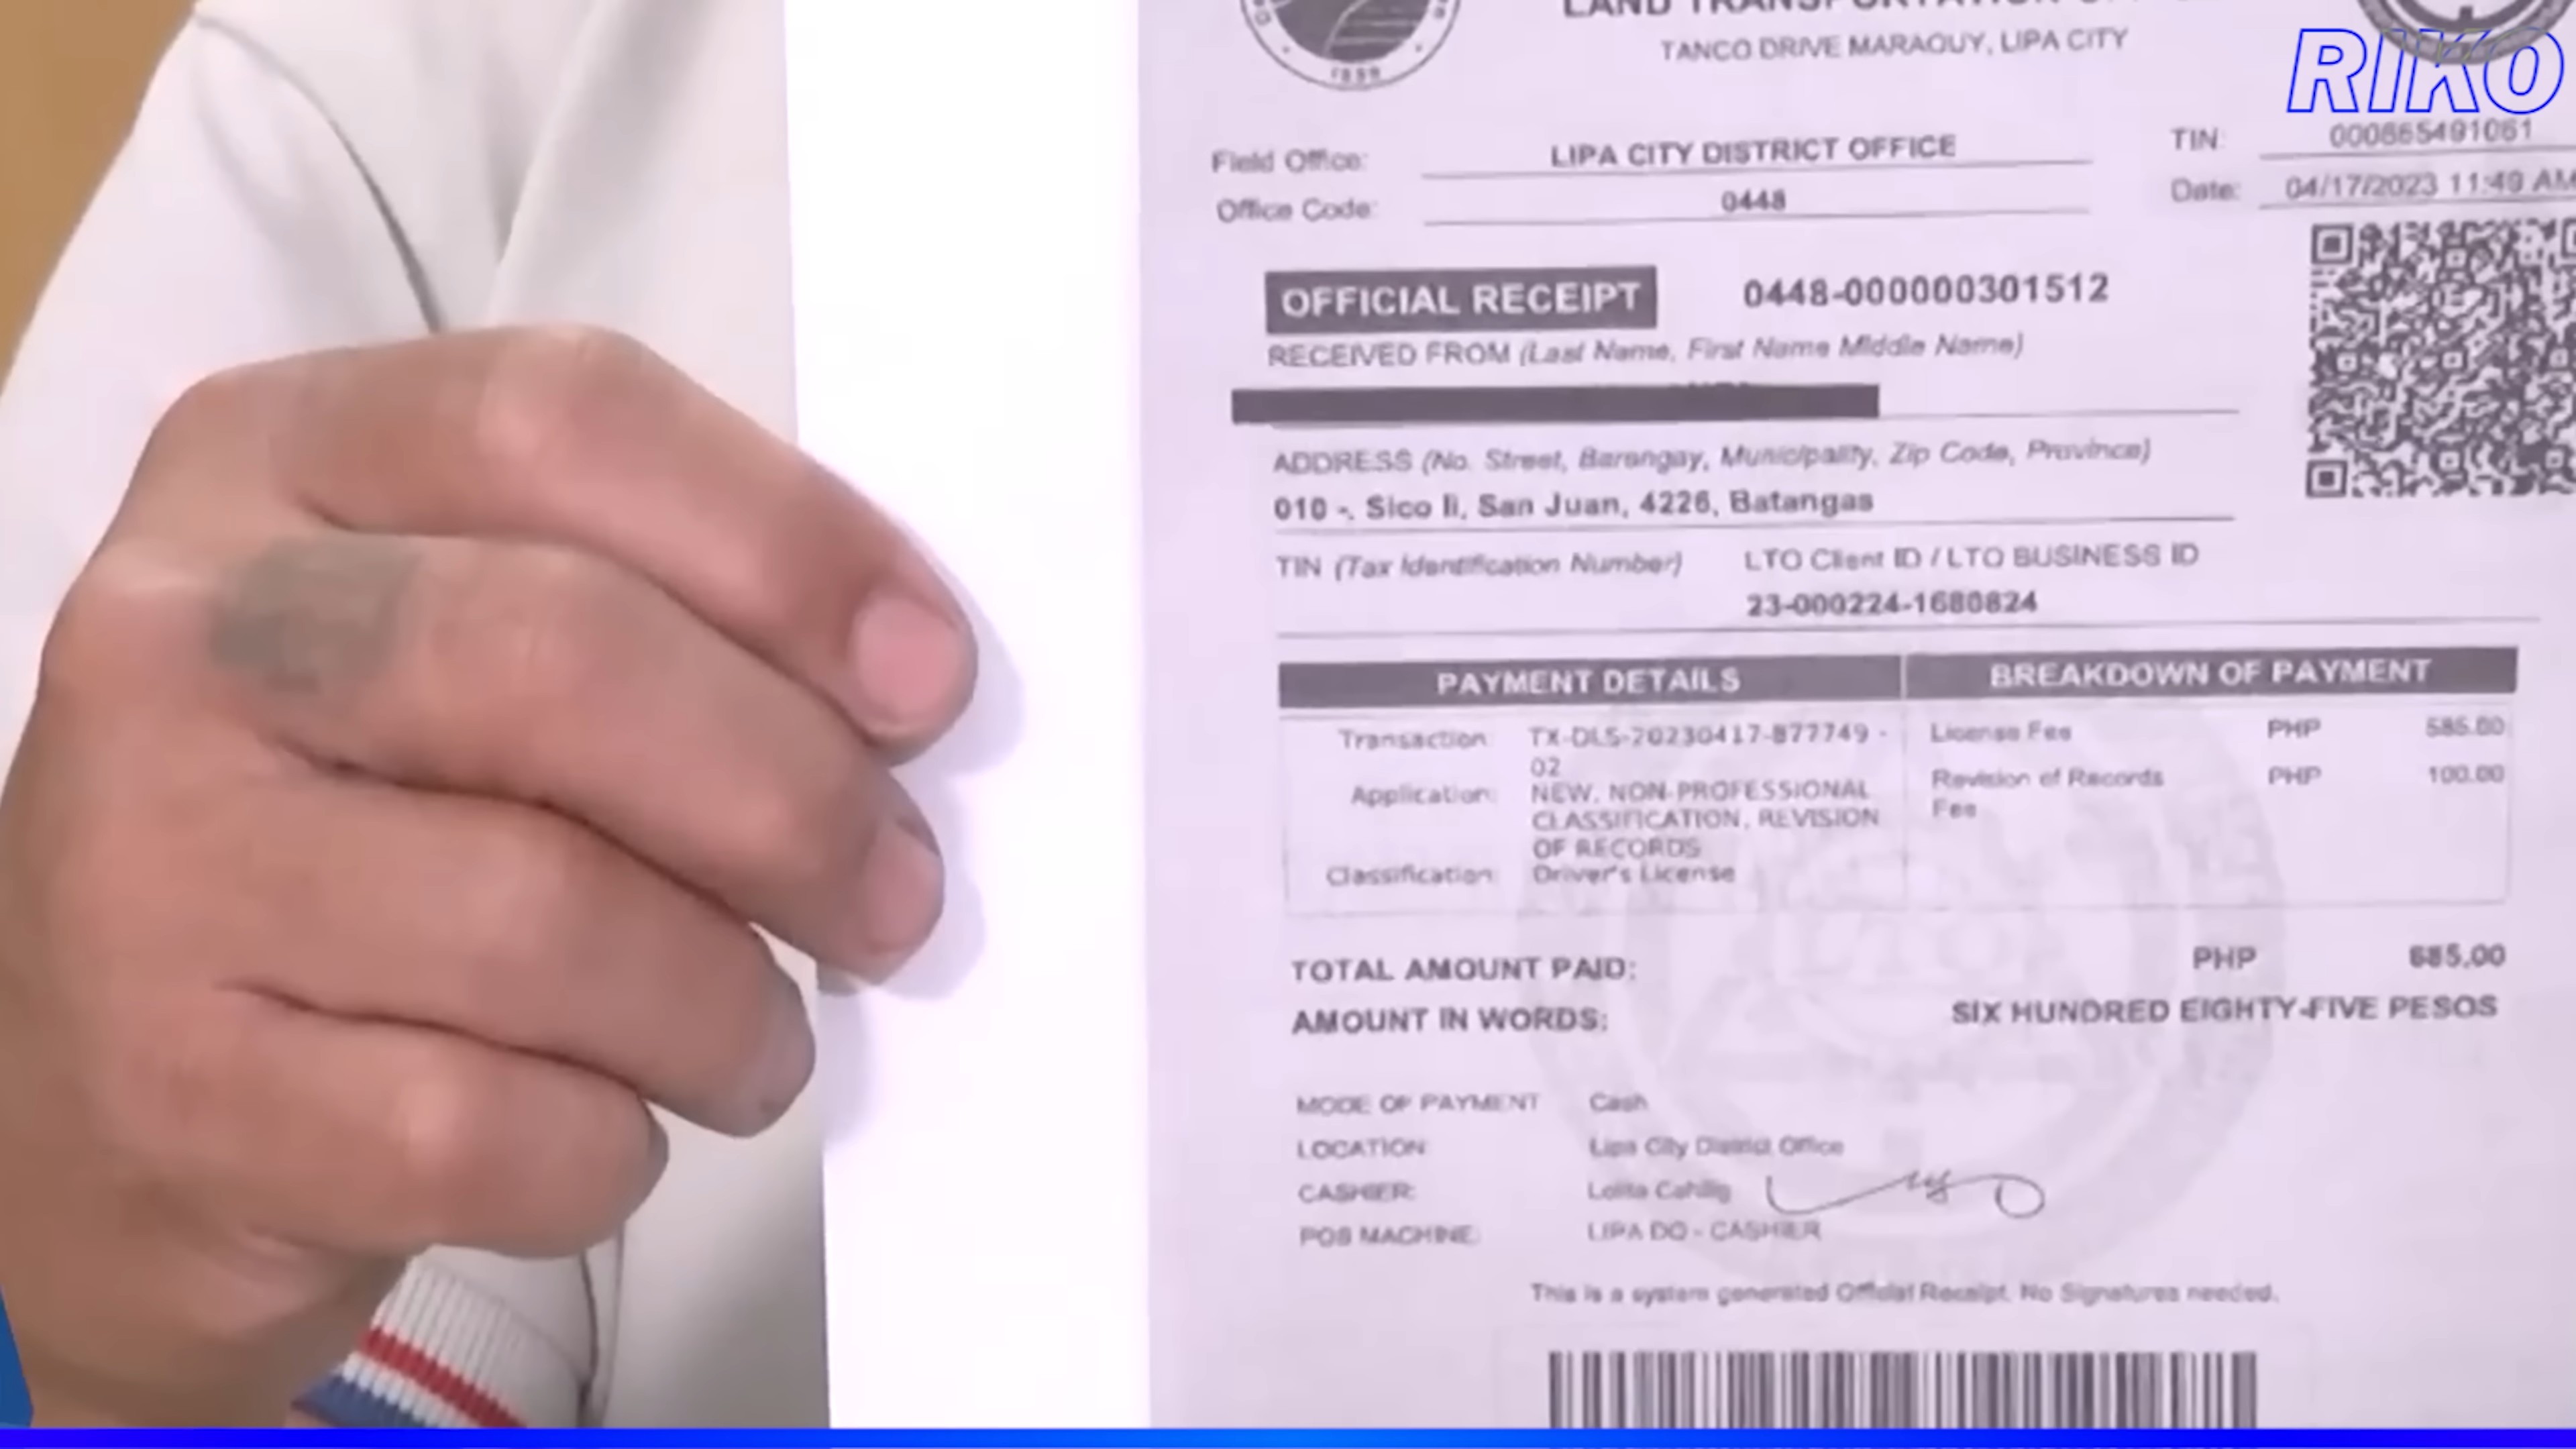 LAND TRANSPORTATION
TANCO DRIVE MARAOUY, LIPA CITY
RIKO
1899
Field Office: LIPA CITY DISTRICT OFFICE
TIN: 000865491061
Office Code: 0448
Date: 04/17/2023 11:49 AM
OFFICIAL RECEIPT 0448-000000301512
RECEIVED FROM (Last Name, First Name Middle Name)
ADDRESS (No. Street, Barangay, Municipality, Zip Code, Province)
010 -, Sico Ii, San Juan, 4226, Batangas
TIN (Tax Identification Number) LTO Client ID / LTO BUSINESS ID
23-000224-1680824
PAYMENT DETAILS BREAKDOWN OF PAYMENT
Transaction: TX-DLS-20230417-877749 -
02
Application: NEW, NON-PROFESSIONAL
CLASSIFICATION, REVISION
OF RECORDS
Classification: Driver's License
License Fee PHP 585.00
Revision of Records PHP 100.00
Fee
TOTAL AMOUNT PAID: PHP 685.00
AMOUNT IN WORDS: SIX HUNDRED EIGHTY-FIVE PESOS
MODE OF PAYMENT Cash
LOCATION: Lipa City District Office
CASHIER: Lolita
POS MACHINE: LIPA DO - CASHIER
This is a system generated Official Receipt. No Signatures needed.
LTO